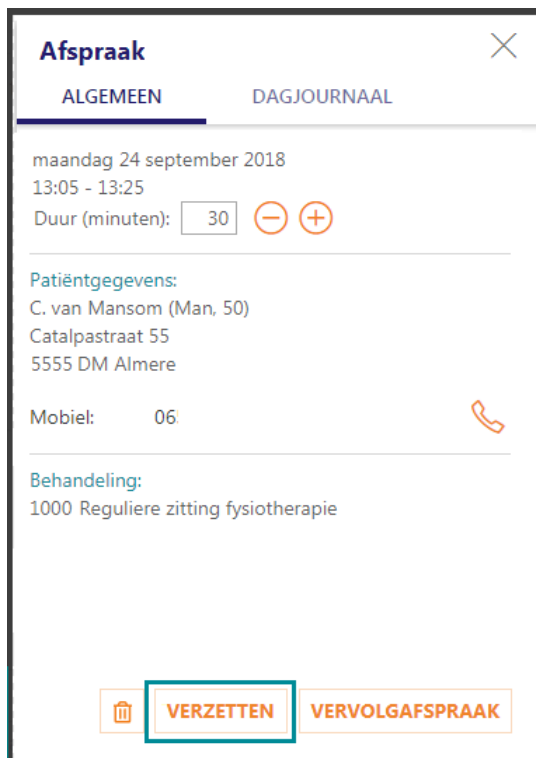 Afspraak
ALGEMEEN DAGJOURNAAL
maandag 24 september 2018
13:05 - 13:25
Duur (minuten): 30
Patiëntgegevens:
C. van Mansom (Man, 50)
Catalpastraat 55
5555 DM Almere
Mobiel: 06
Behandeling:
1000 Reguliere zitting fysiotherapie
VERZETTEN VERVOLGAFSPRAAK